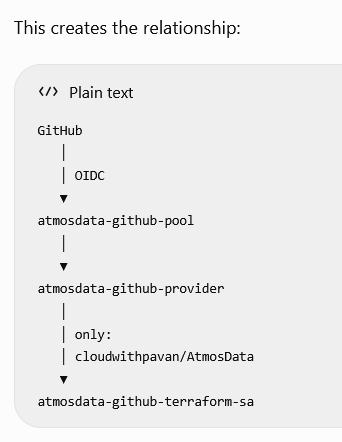 This creates the relationship:
</> Plain text
GitHub
│
│ OIDC
▼
atmosdata-github-pool
│
▼
atmosdata-github-provider
│
│ only:
│ cloudwithpavan/AtmosData
▼
atmosdata-github-terraform-sa